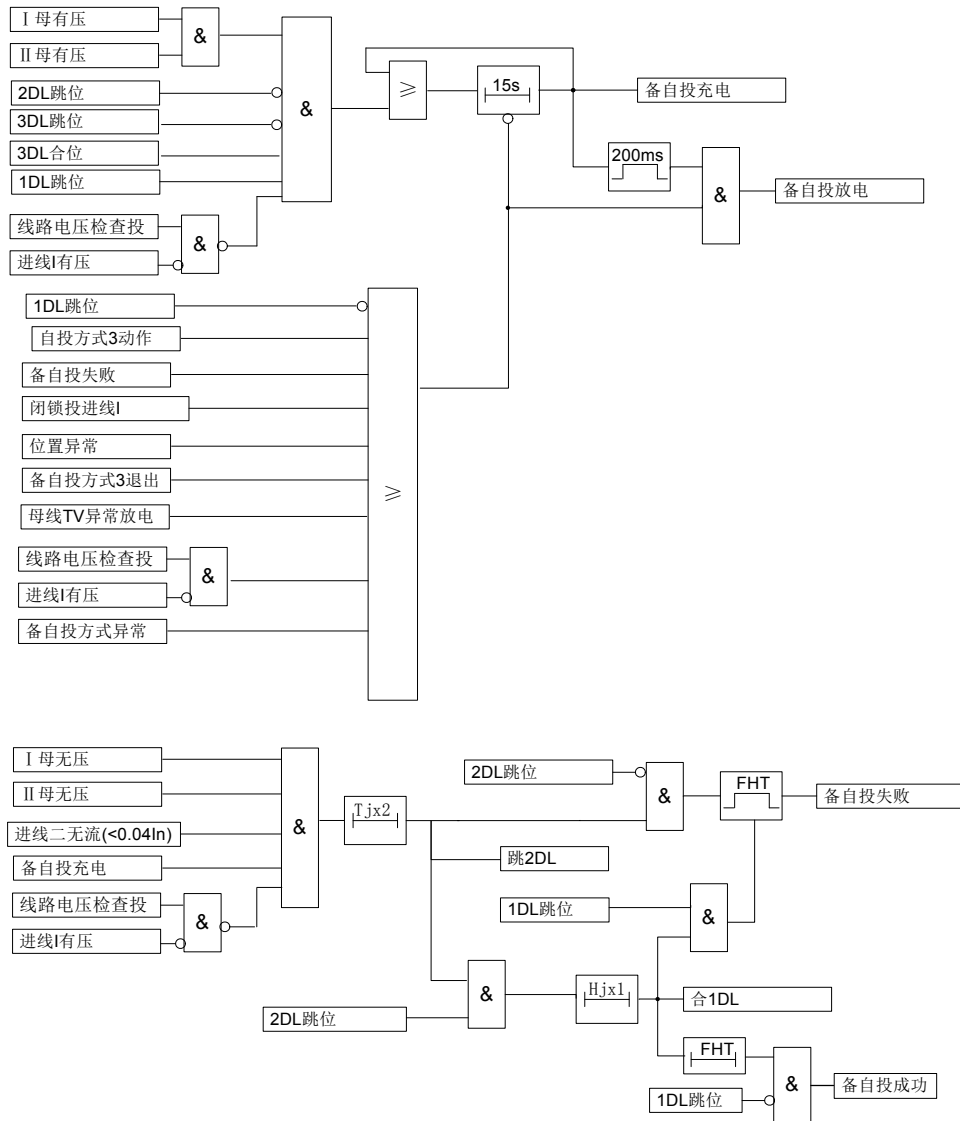 Ⅰ母有压
&
Ⅱ母有压
2DL跳位
3DL跳位
3DL合位
1DL跳位
&
≥
15s
备自投充电
200ms
&
备自投放电
线路电压检查投
&
进线I有压
1DL跳位
自投方式3动作
备自投失败
闭锁投进线I
位置异常
备自投方式3退出
母线TV异常放电
≥
线路电压检查投
&
进线I有压
备自投方式异常
Ⅰ母无压
Ⅱ母无压
进线二无流(<0.04In)
备自投充电
线路电压检查投
&
进线I有压
&
Tjx2
2DL跳位
&
FHT
备自投失败
跳2DL
1DL跳位
&
2DL跳位
&
Hjx1
合1DL
FHT
1DL跳位
&
备自投成功